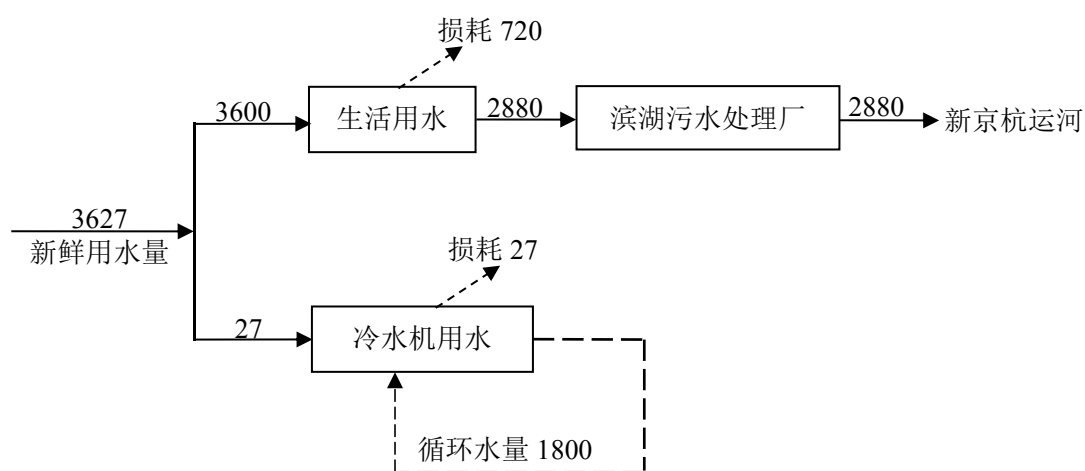 损耗 720
3600
生活用水
2880
滨湖污水处理厂
2880
新京杭运河
3627
新鲜用水量
损耗 27
27
冷水机用水
循环水量 1800